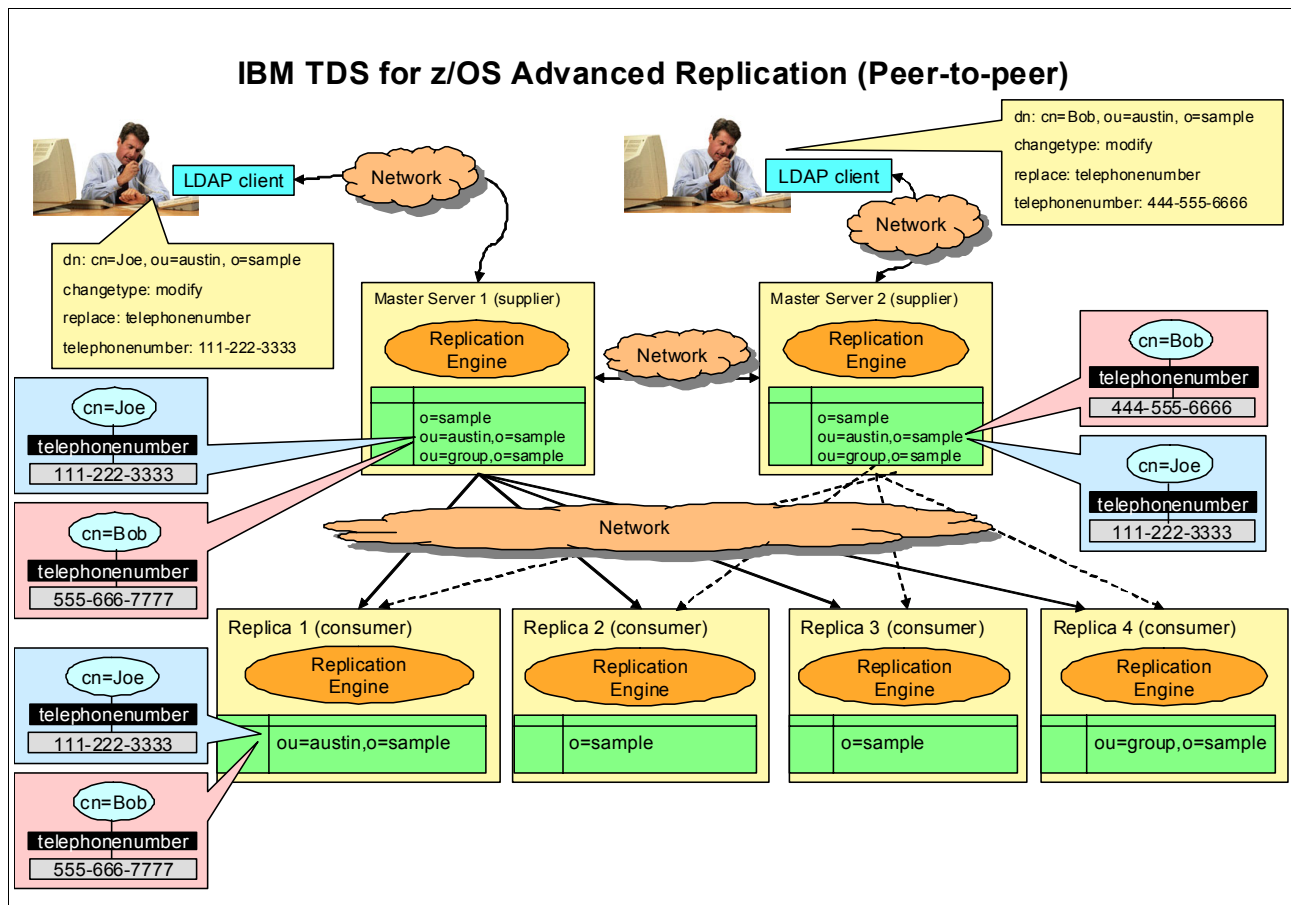 IBM TDS for z/OS Advanced Replication (Peer-to-peer)
LDAP client
Network
dn: cn=Joe, ou=austin, o=sample
changetype: modify
replace: telephonenumber
telephonenumber: 111-222-3333
LDAP client
Network
dn: cn=Bob, ou=austin, o=sample
changetype: modify
replace: telephonenumber
telephonenumber: 444-555-6666
Master Server 1 (supplier)
Replication
Engine
o=sample
ou=austin,o=sample
ou=group,o=sample
Network
Master Server 2 (supplier)
Replication
Engine
o=sample
ou=austin,o=sample
ou=group,o=sample
cn=Joe
telephonenumber
111-222-3333
cn=Bob
telephonenumber
555-666-7777
cn=Bob
telephonenumber
444-555-6666
cn=Joe
telephonenumber
111-222-3333
Network
Replica 1 (consumer)
Replication
Engine
ou=austin,o=sample
Replica 2 (consumer)
Replication
Engine
o=sample
Replica 3 (consumer)
Replication
Engine
o=sample
Replica 4 (consumer)
Replication
Engine
ou=group,o=sample
cn=Joe
telephonenumber
111-222-3333
cn=Bob
telephonenumber
555-666-7777